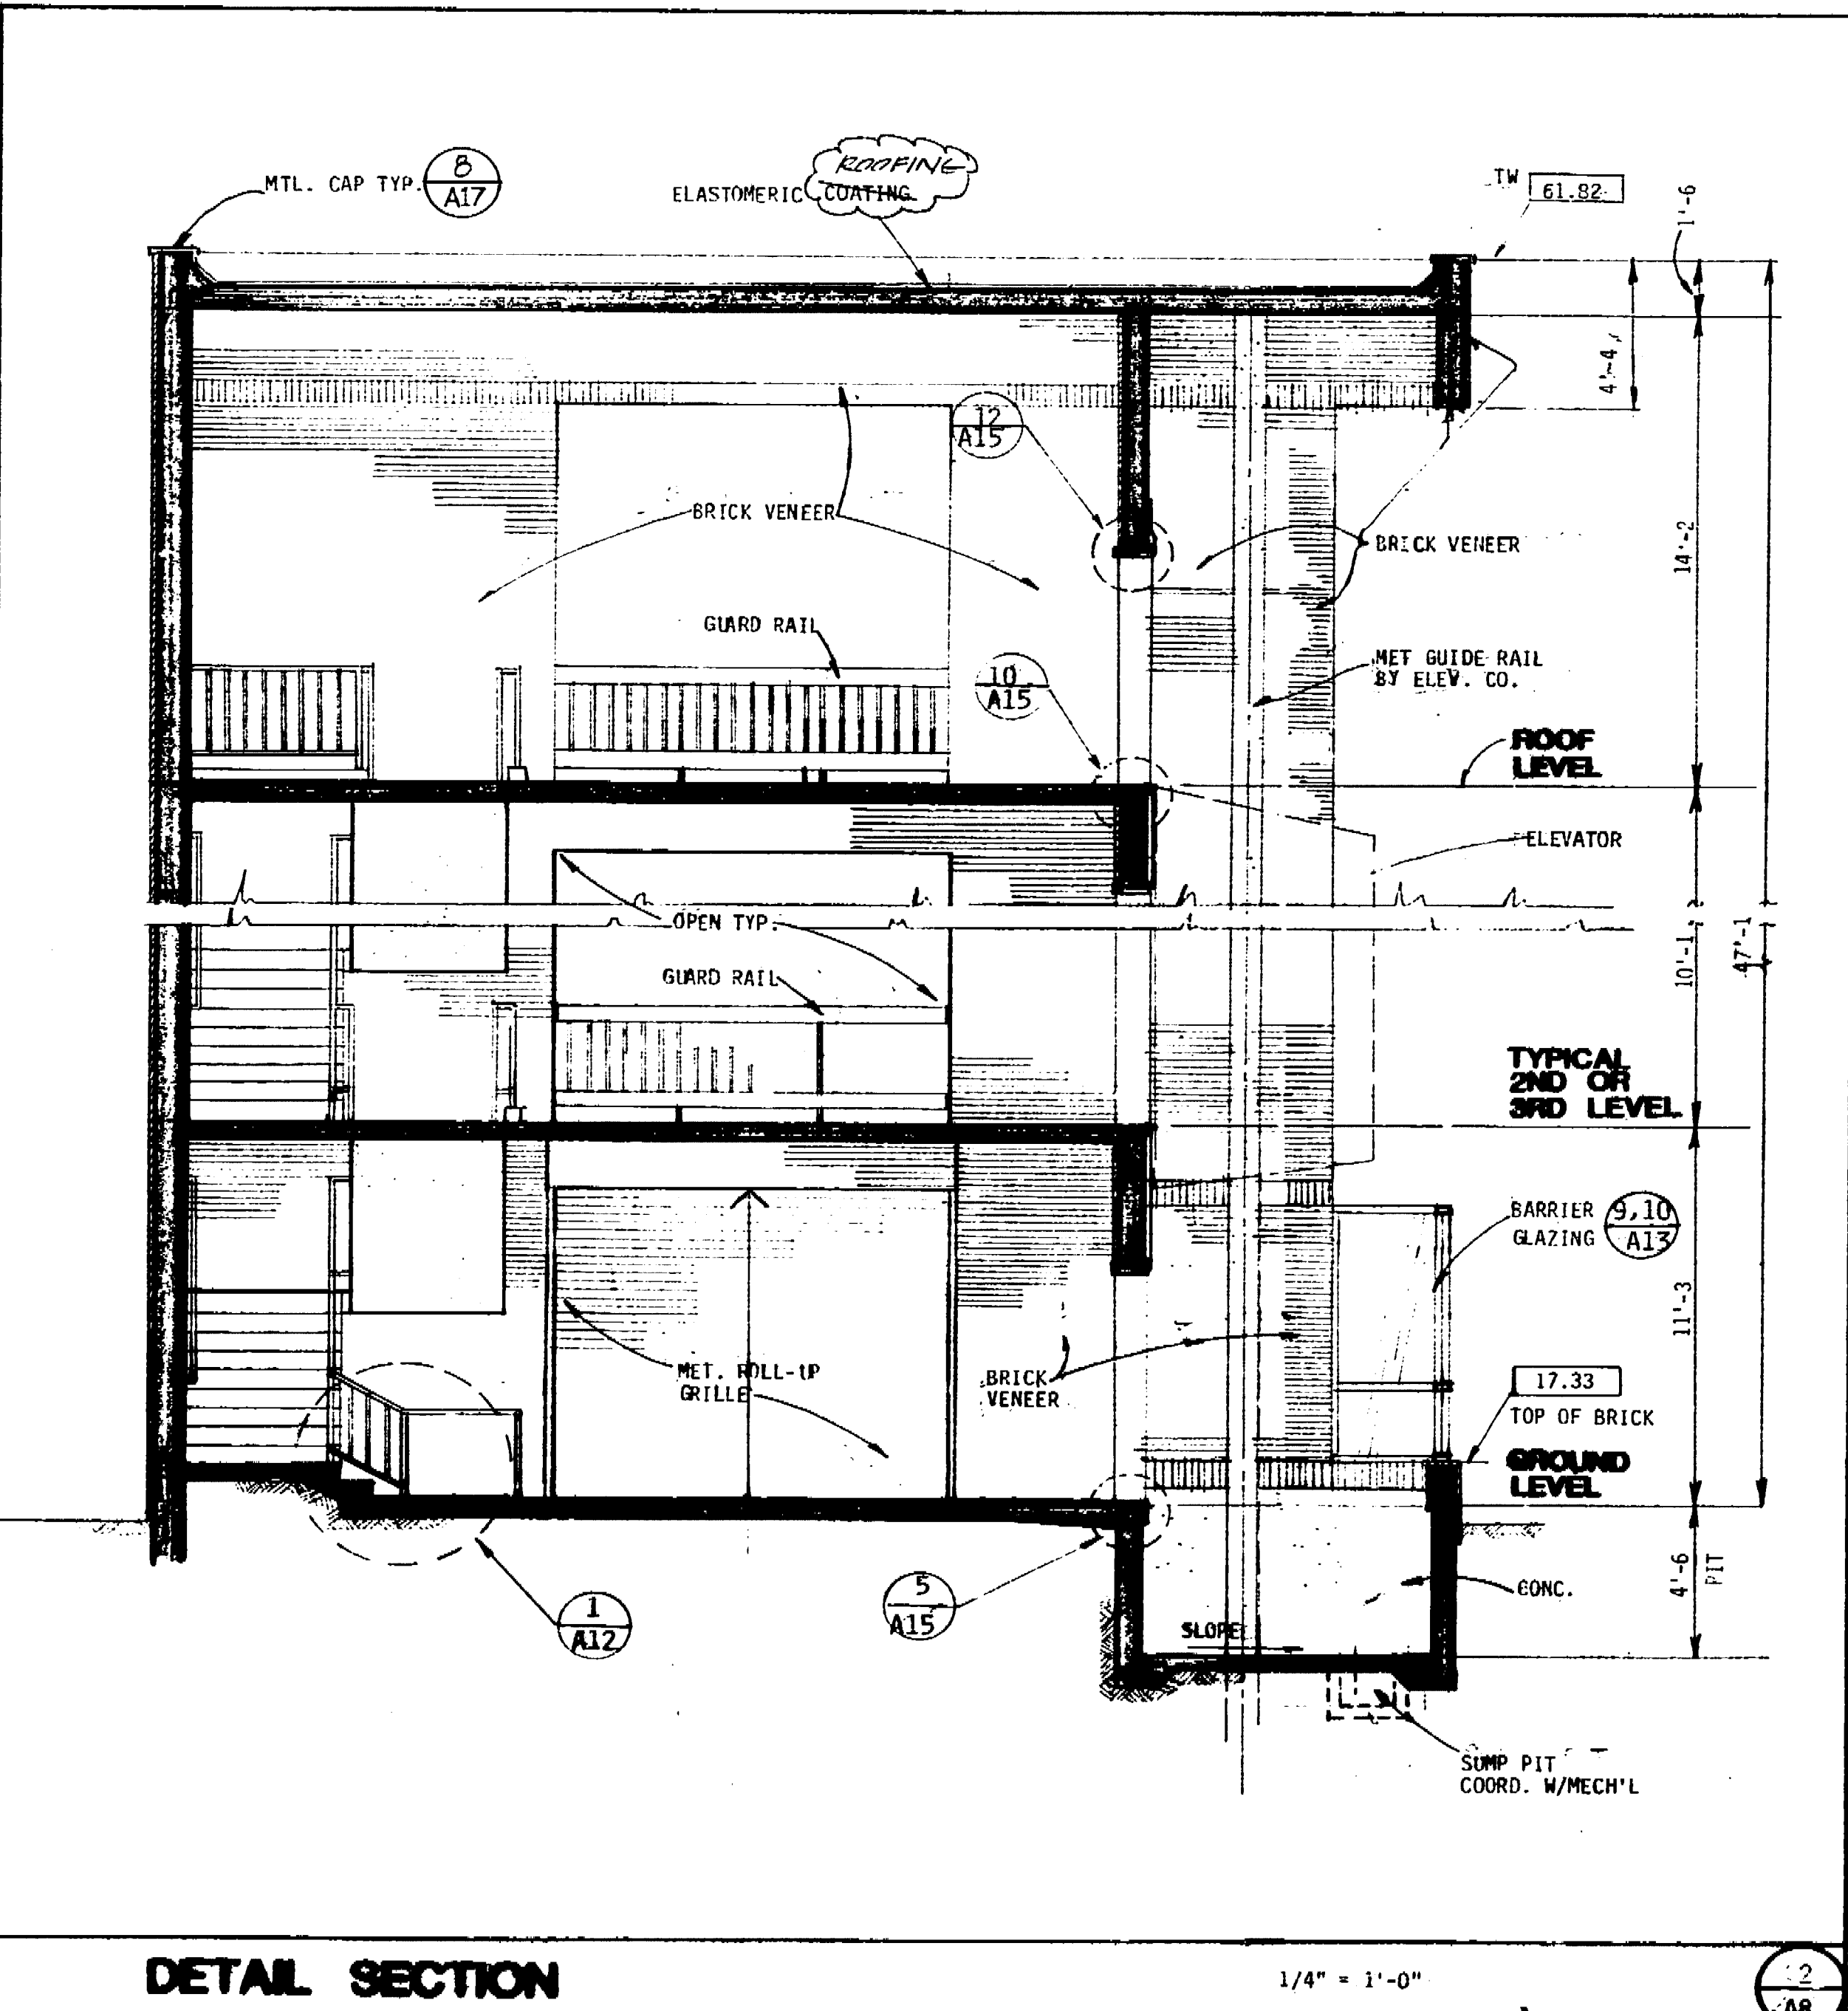 8
MTL. CAP TYP.
A17
ROOFING
ELASTOMERIC COATING
TW 61.82
1'-6
4'-4
12
A15
BRICK VENEER
BRICK VENEER
14'-2
GUARD RAIL
10
A15
MET GUIDE RAIL
BY ELEV. CO.
ROOF
LEVEL
ELEVATOR
OPEN TYP.
GUARD RAIL
10'-1
47'-1
TYPICAL
2ND OR
3RD LEVEL
BARRIER
GLAZING
9,10
A13
11'-3
MET. ROLL-UP
GRILLE
BRICK
VENEER
17.33
TOP OF BRICK
GROUND
LEVEL
1
A12
5
A15
SLOPE
CONC.
4'-6
PIT
SUMP PIT
COORD. W/MECH'L
DETAIL SECTION
1/4" = 1'-0"
2
A8